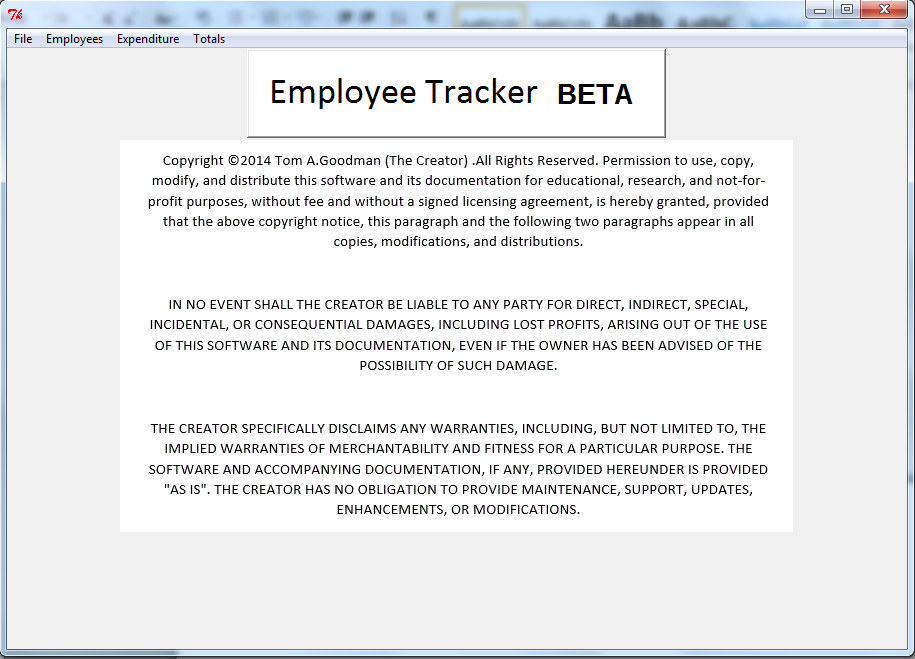 Tk
File Employees Expenditure Totals
Employee Tracker BETA
Copyright ©2014 Tom A.Goodman (The Creator) .All Rights Reserved. Permission to use, copy,
modify, and distribute this software and its documentation for educational, research, and not-for-
profit purposes, without fee and without a signed licensing agreement, is hereby granted, provided
that the above copyright notice, this paragraph and the following two paragraphs appear in all
copies, modifications, and distributions.
IN NO EVENT SHALL THE CREATOR BE LIABLE TO ANY PARTY FOR DIRECT, INDIRECT, SPECIAL,
INCIDENTAL, OR CONSEQUENTIAL DAMAGES, INCLUDING LOST PROFITS, ARISING OUT OF THE USE
OF THIS SOFTWARE AND ITS DOCUMENTATION, EVEN IF THE OWNER HAS BEEN ADVISED OF THE
POSSIBILITY OF SUCH DAMAGE.
THE CREATOR SPECIFICALLY DISCLAIMS ANY WARRANTIES, INCLUDING, BUT NOT LIMITED TO, THE
IMPLIED WARRANTIES OF MERCHANTABILITY AND FITNESS FOR A PARTICULAR PURPOSE. THE
SOFTWARE AND ACCOMPANYING DOCUMENTATION, IF ANY, PROVIDED HEREUNDER IS PROVIDED
"AS IS". THE CREATOR HAS NO OBLIGATION TO PROVIDE MAINTENANCE, SUPPORT, UPDATES,
ENHANCEMENTS, OR MODIFICATIONS.